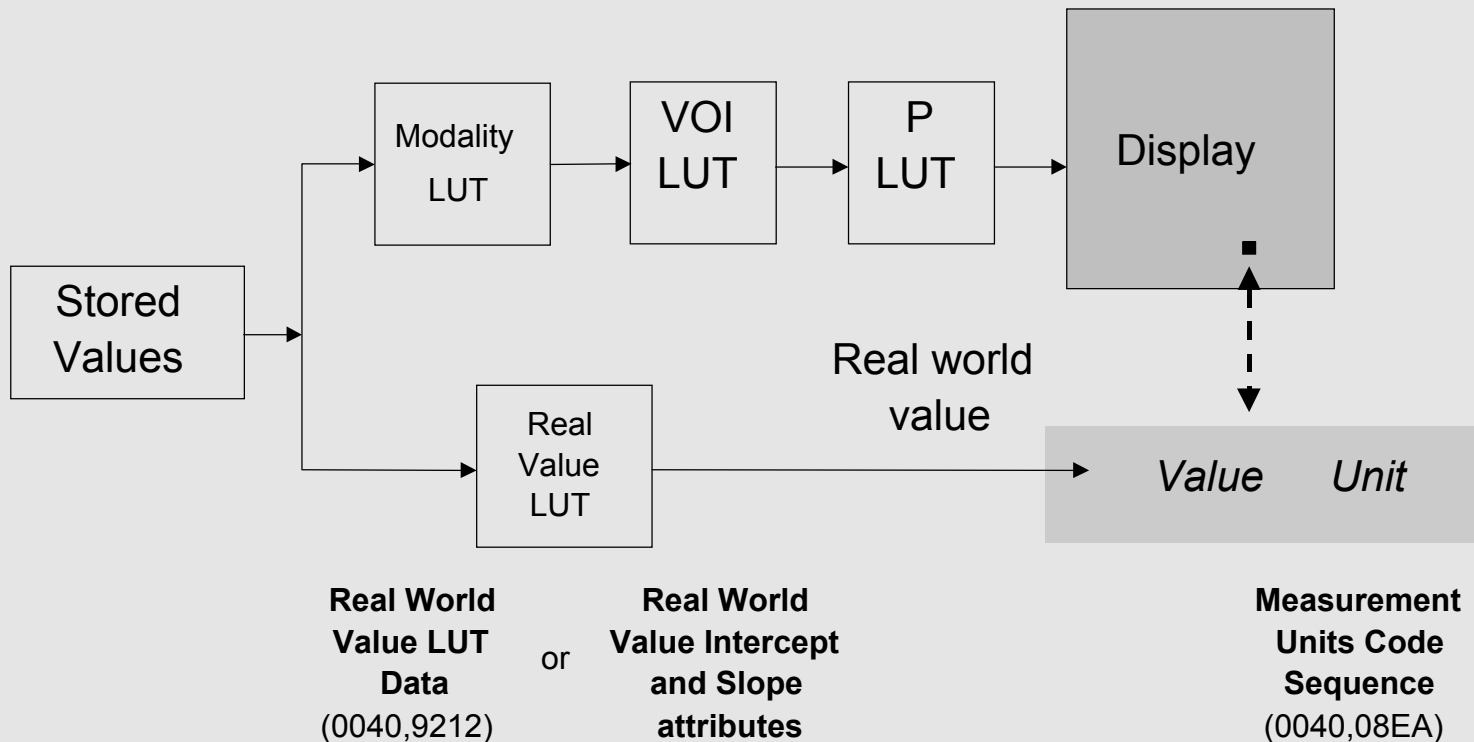 Modality
LUT
VOI
LUT
P
LUT
Display
Stored
Values
Real
Value
LUT
Real world
value
Value Unit
Real World
Value LUT
Data
(0040,9212)
or
Real World
Value Intercept
and Slope
attributes
Measurement
Units Code
Sequence
(0040,08EA)